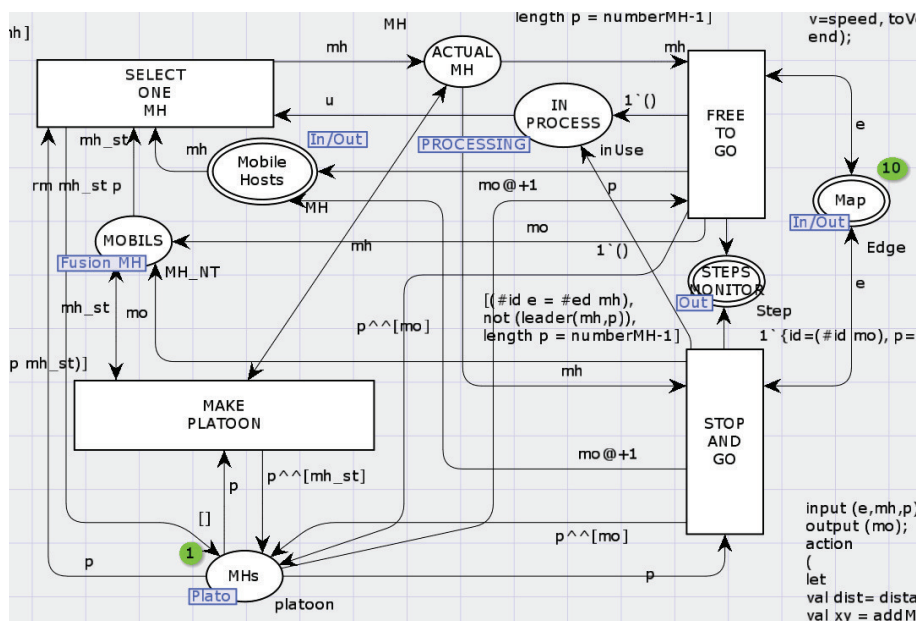 MH
length p = numberMH-1]
v=speed, toVe
end);
nh]
mh
ACTUAL
MH
mh
SELECT
ONE
MH
u
IN
PROCESS
1`()
FREE
TO
GO
e
In/Out
PROCESSING
inUse
mh_st
mh
Mobile
Hosts
MH
mo@+1
p
10
Map
In/Out
Edge
rm mh_st p
MOBILS
Fusion MH
MH_NT
mh
mo
1`()
STEPS
MONITOR
Out
Step
e
mh_st
mo
p^^[mo]
[(#id e = #ed mh),
not (leader(mh,p)),
length p = numberMH-1]
1`{id=(#id mo), p=
p mh_st)]
mh
MAKE
PLATOON
STOP
AND
GO
mo@+1
p^^[mh_st]
p
[]
p^^[mo]
input (e,mh,p)
output (mo);
action
(
let
val dist= dista
val xy = addM
1
p
MHs
Plato
platoon
p